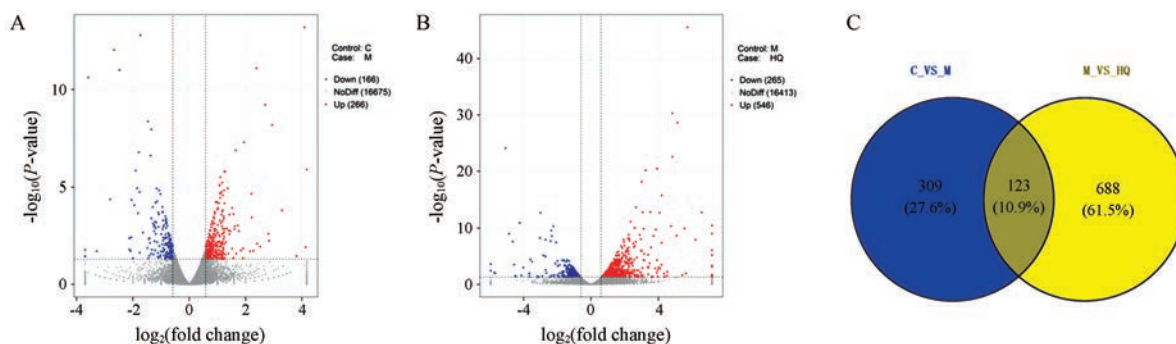 A
-log₁₀(P-value)
10
5
0
-4
-2
0
2
4
log₂(fold change)
Control: C
Case: M
Down (166)
NoDiff (16675)
Up (266)
B
-log₁₀(P-value)
40
30
20
10
0
-4
0
4
log₂(fold change)
Control: M
Case: HQ
Down (265)
NoDiff (16413)
Up (546)
C
C_VS_M
M_VS_HQ
309
(27.6%)
123
(10.9%)
688
(61.5%)